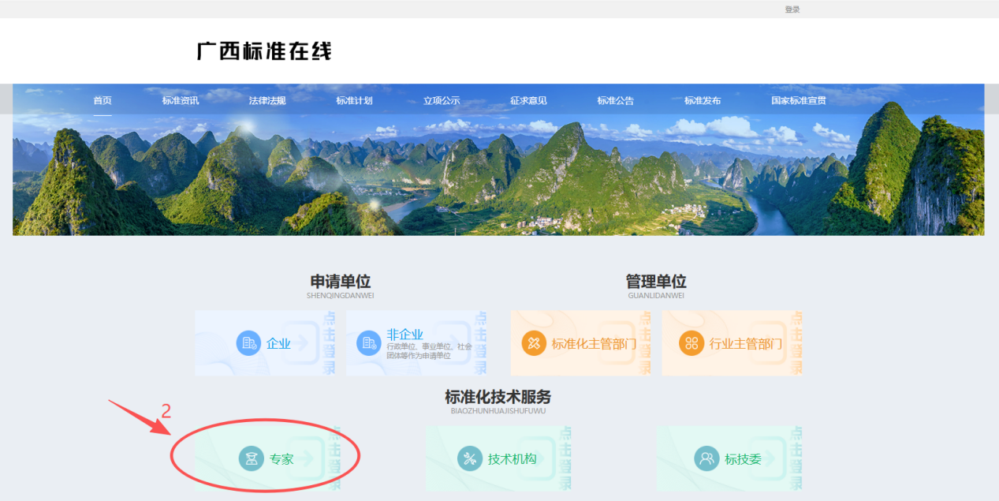 登录
广西标准在线
首页 标准资讯 法律法规 标准计划 立项公示 征求意见 标准公告 标准发布 国家标准宣贯
申请单位 管理单位
SHENQINGDANWEI GUANLIDANWEI
企业 点击登录
非企业 点击登录
行政单位、事业单位、社会
团体等作为申请单位
标准化主管部门 点击登录
行业主管部门 点击登录
标准化技术服务
BIAOZHUNHUAJISHUFUWU
2
专家 点击登录
技术机构 点击登录
标技委 点击登录